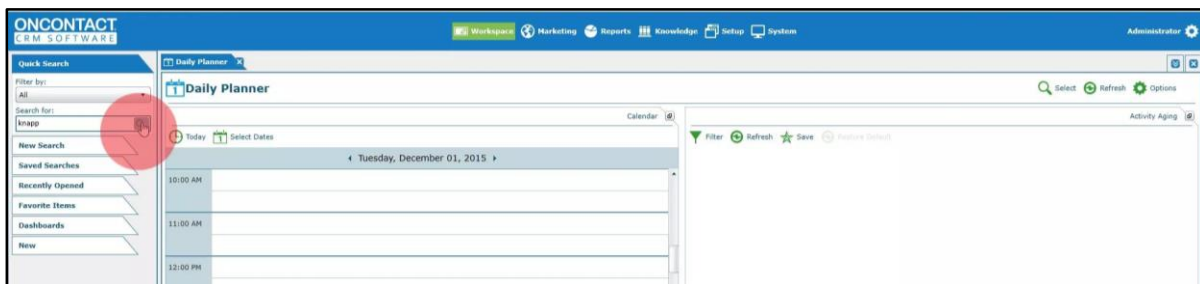 ONCONTACT
CRM SOFTWARE
Workspace Marketing Reports Knowledge Setup System
Administrator
Quick Search
Filter by:
All
Search for:
knapp
New Search
Saved Searches
Recently Opened
Favorite Items
Dashboards
New
Daily Planner X
1 Daily Planner
Select Refresh Options
Calendar
Today 1 Select Dates
Tuesday, December 01, 2015
10:00 AM
11:00 AM
12:00 PM
Activity Aging
Filter Refresh Save Restore Default